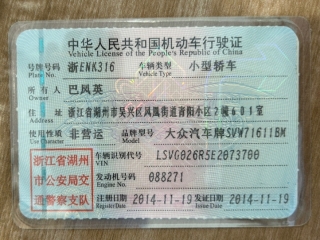 中华人民共和国机动车行驶证
Vehicle License of the People's Republic of China
号牌号码 浙ENK316 车辆类型 小型轿车
Plate No. Vehicle Type
所有人 巴凤英
Owner
住址 浙江省湖州市吴兴区凤凰街道青阳小区2幢601室
Address
使用性质 非营运 品牌型号 大众汽车牌SVW71611BM
Use Character Model
浙江省湖州
市公安局交
通警察支队
车辆识别代号 LSVG026R5E2073700
VIN
发动机号码 088271
Engine No.
注册日期 2014-11-19 发证日期 2014-11-19
Register Date Issue Date